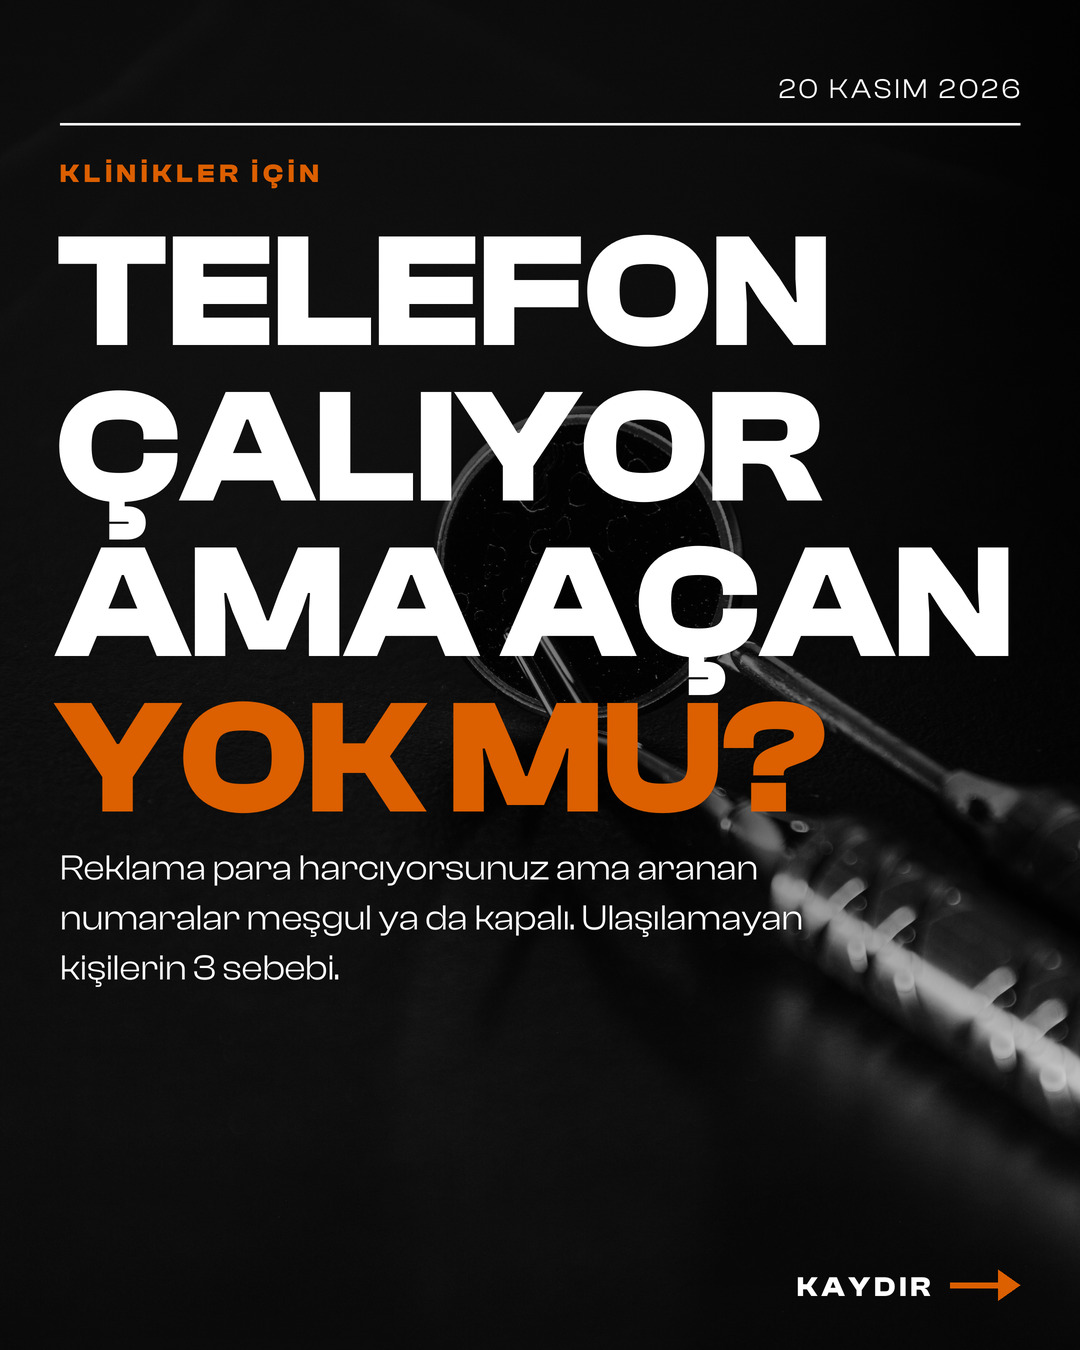 20 KASIM 2026
KLİNİKLER İÇİN
TELEFON
ÇALIYOR
AMA AÇAN
YOK MU?
Reklama para harcıyorsunuz ama aranan
numaralar meşgul ya da kapalı. Ulaşılamayan
kişilerin 3 sebebi.
KAYDIR